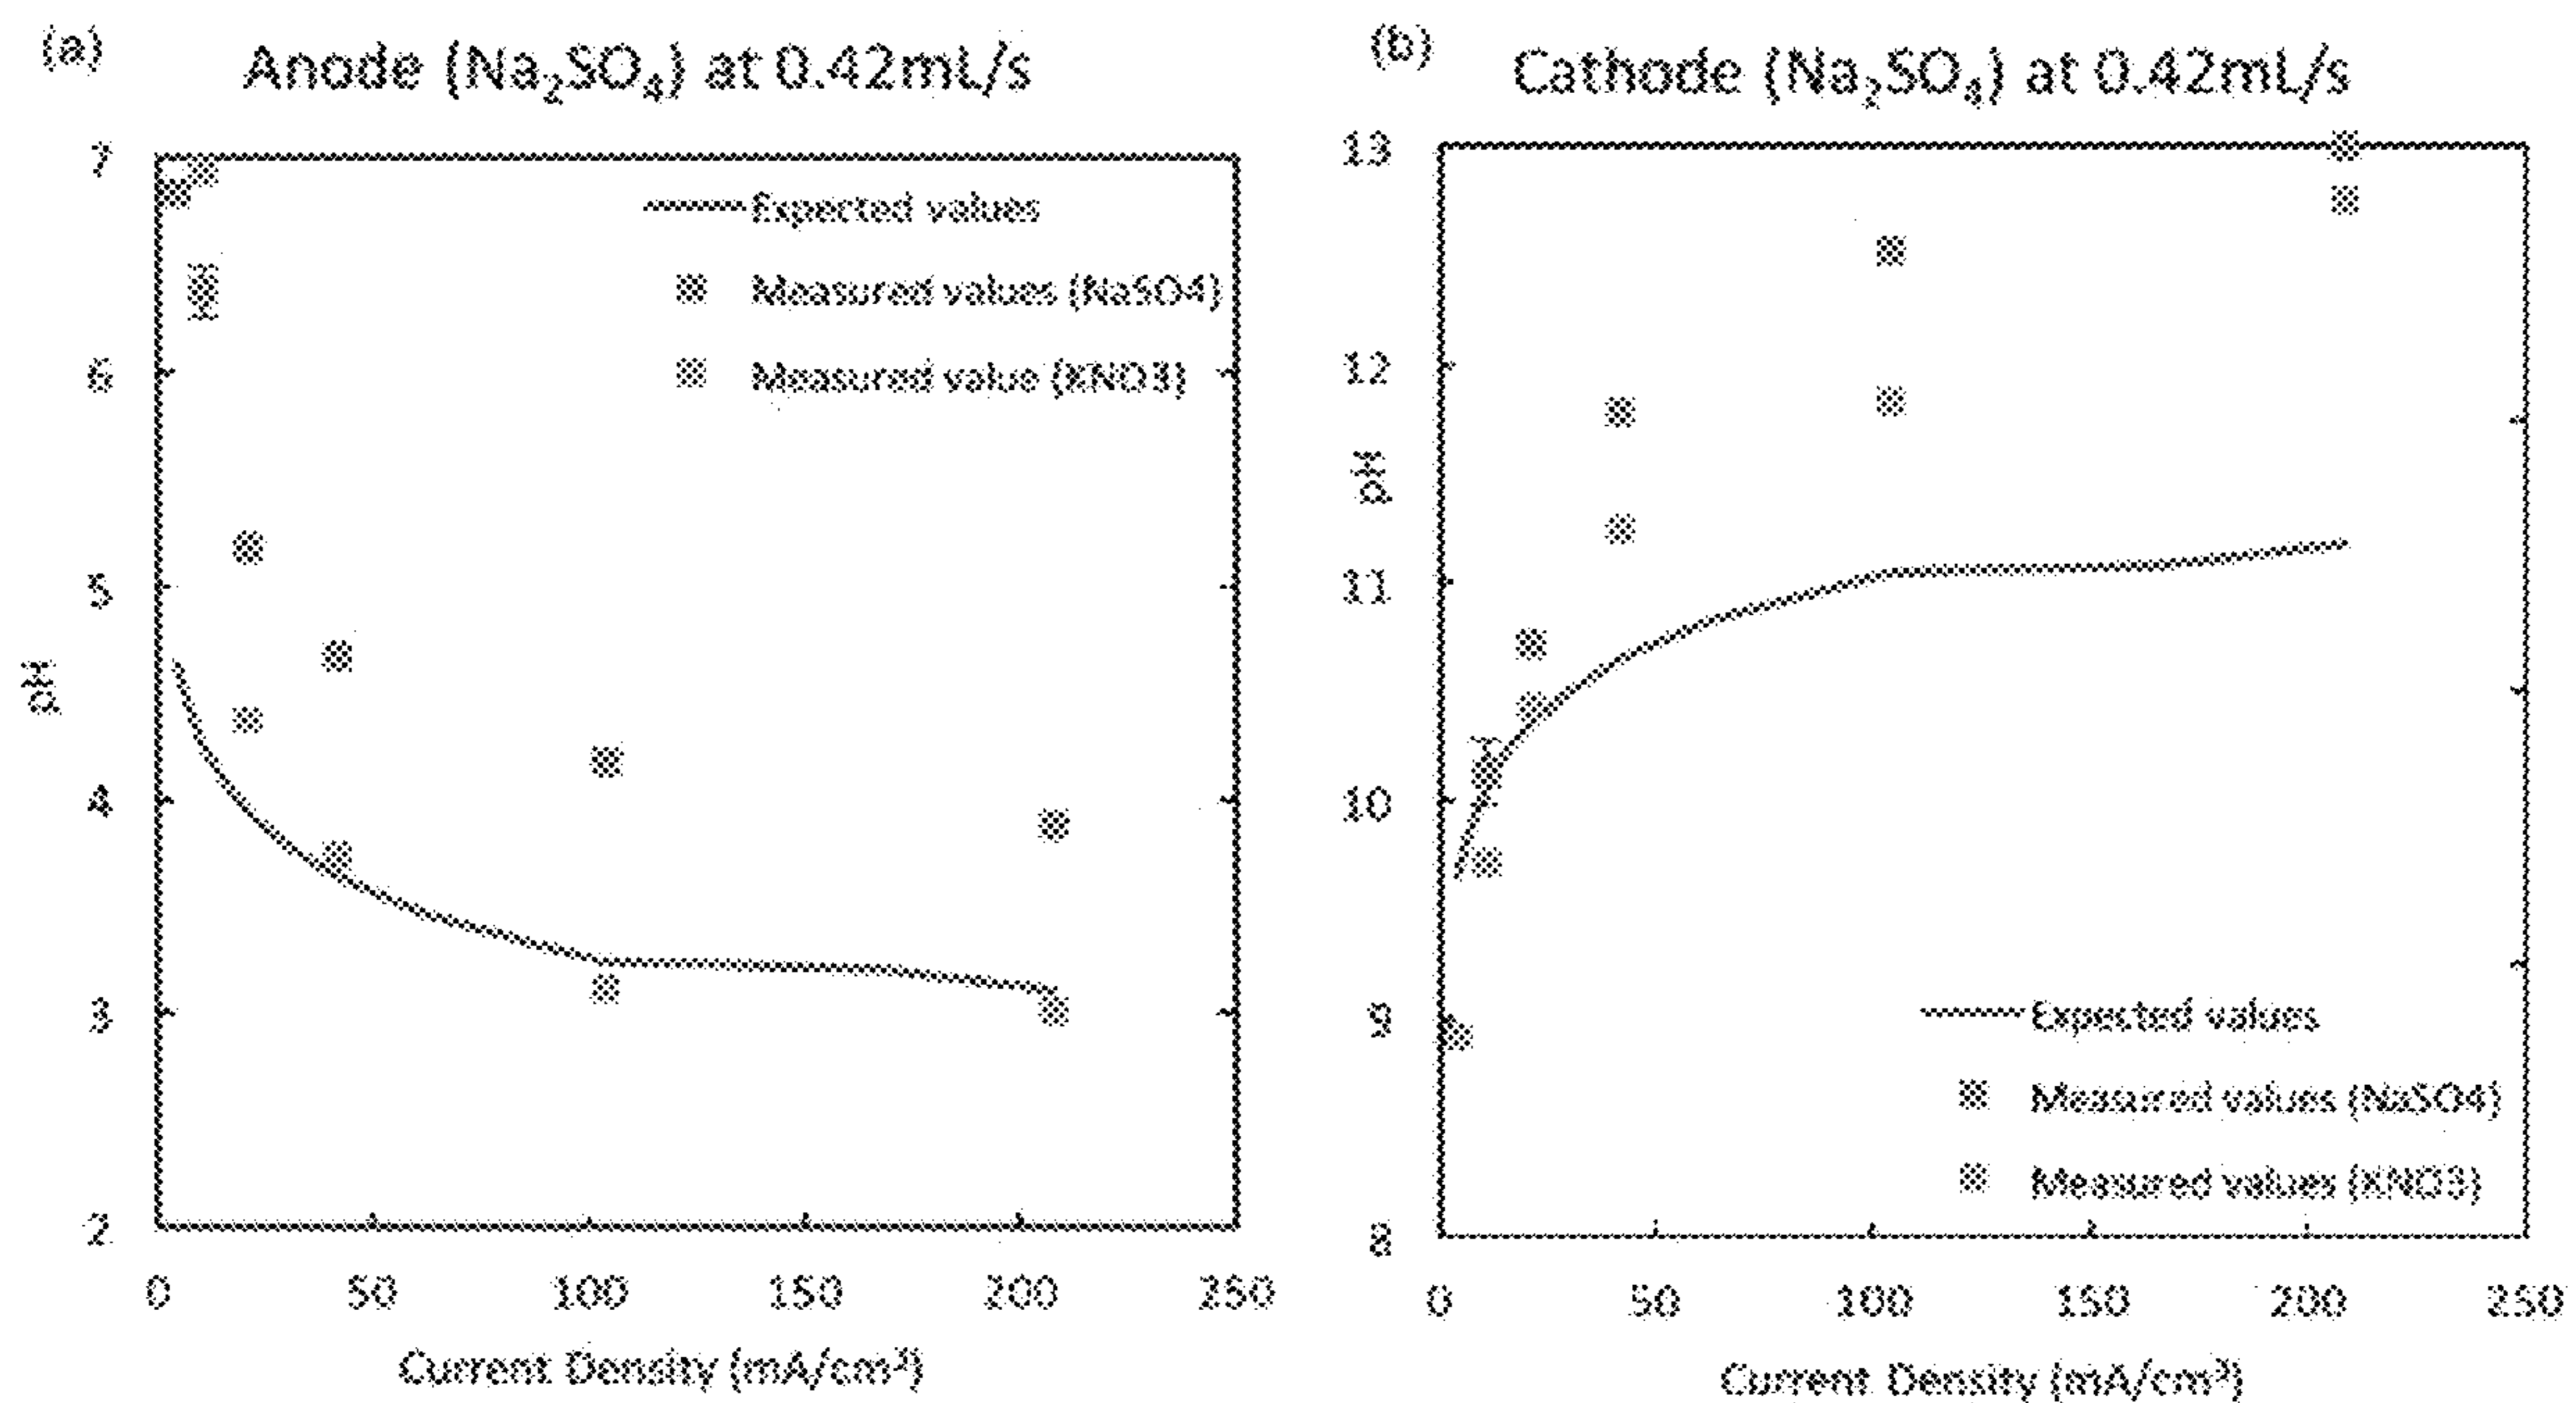 (a)
Anode (Na₂SO₄) at 0.42mL/s
7
6
5
4
3
2
pH
Expected values
Measured values (NaSO4)
Measured value (KNO3)
0 50 100 150 200 250
Current Density (mA/cm²)
(b)
Cathode (Na₂SO₄) at 0.42mL/s
13
12
11
10
9
8
pH
Expected values
Measured values (NaSO4)
Measured values (KNO3)
0 50 100 150 200 250
Current Density (mA/cm²)